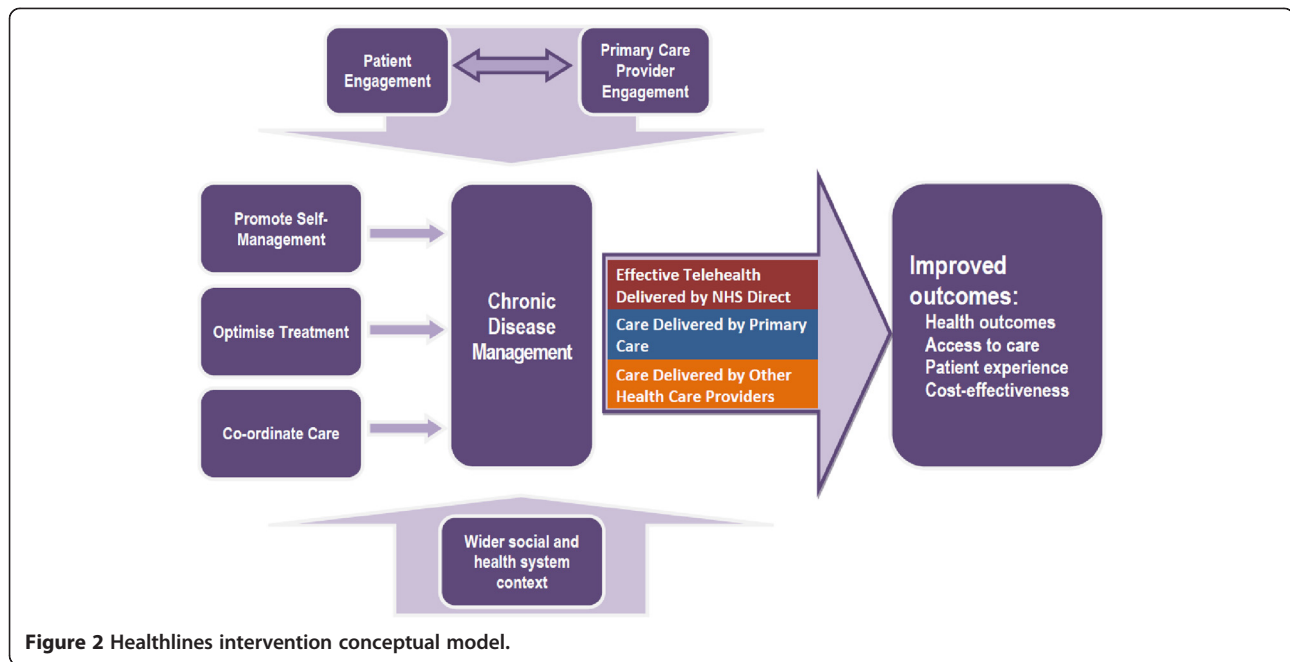 Patient
Engagement
Primary Care
Provider
Engagement
Promote Self-
Management
Optimise Treatment
Co-ordinate Care
Chronic
Disease
Management
Effective Telehealth
Delivered by NHS Direct
Care Delivered by Primary
Care
Care Delivered by Other
Health Care Providers
Improved
outcomes:
Health outcomes
Access to care
Patient experience
Cost-effectiveness
Wider social and
health system
context
Figure 2 Healthlines intervention conceptual model.